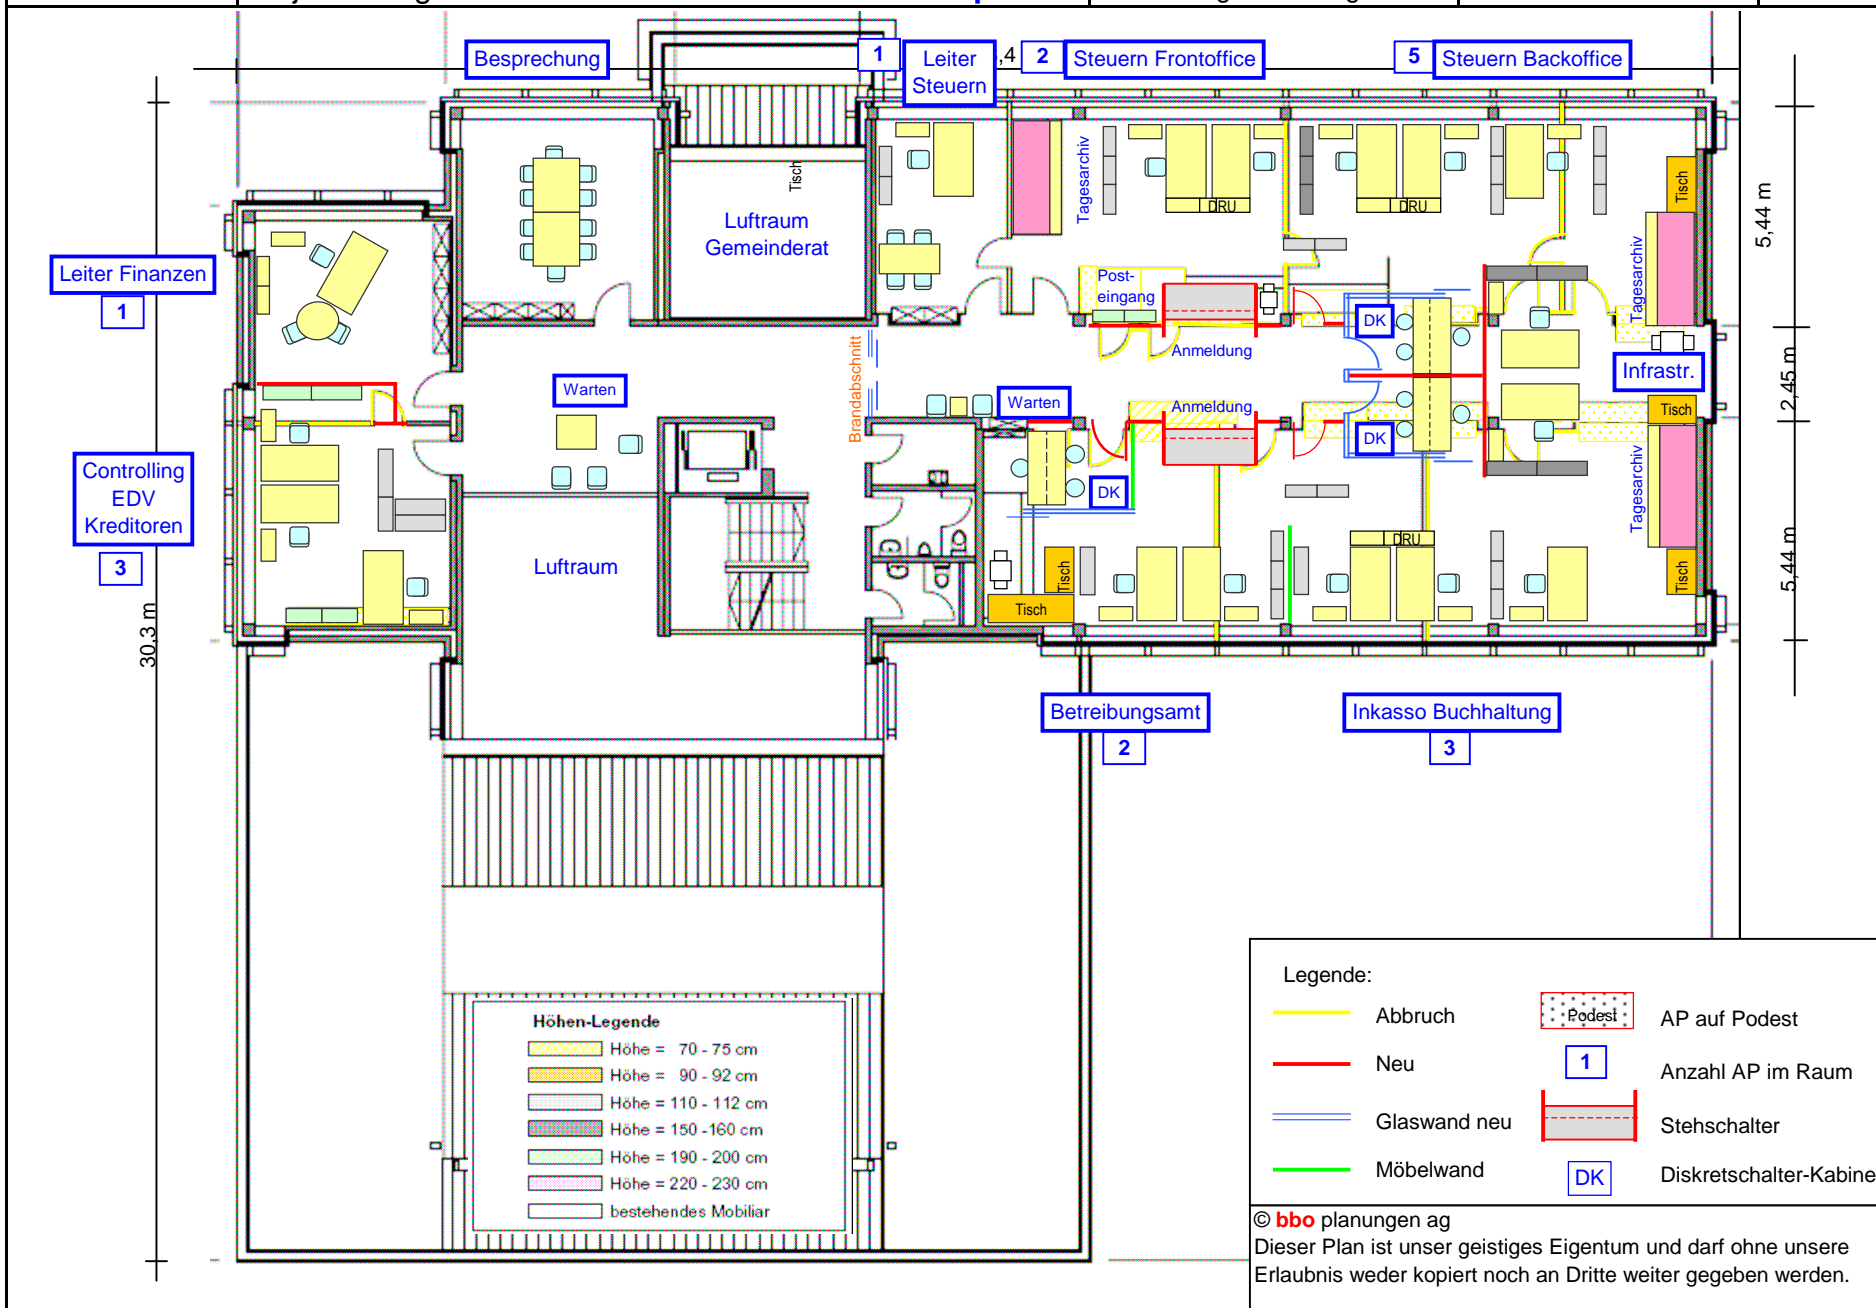 Besprechung
1
Leiter
Steuern
,4
2
Steuern Frontoffice
5
Steuern Backoffice
Tisch
Luftraum
Gemeinderat
Tagesarchiv
DRU
DRU
Tisch
Tagesarchiv
5,44 m
Leiter Finanzen
1
Post-
eingang
DK
Anmeldung
Brandabschnitt
Warten
Warten
Anmeldung
DK
Infrastr.
Tisch
2,45 m
Controlling
EDV
Kreditoren
3
DK
Tagesarchiv
Luftraum
DRU
Tisch
Tisch
Tisch
5,44 m
30,3 m
Betreibungsamt
2
Inkasso Buchhaltung
3
Höhen-Legende
Höhe = 70 - 75 cm
Höhe = 90 - 92 cm
Höhe = 110 - 112 cm
Höhe = 150 -160 cm
Höhe = 190 - 200 cm
Höhe = 220 - 230 cm
bestehendes Mobiliar
Legende:
Abbruch
Podest
AP auf Podest
Neu
1
Anzahl AP im Raum
Glaswand neu
Stehschalter
Möbelwand
DK
Diskretschalter-Kabine
© bbo planungen ag
Dieser Plan ist unser geistiges Eigentum und darf ohne unsere
Erlaubnis weder kopiert noch an Dritte weiter gegeben werden.